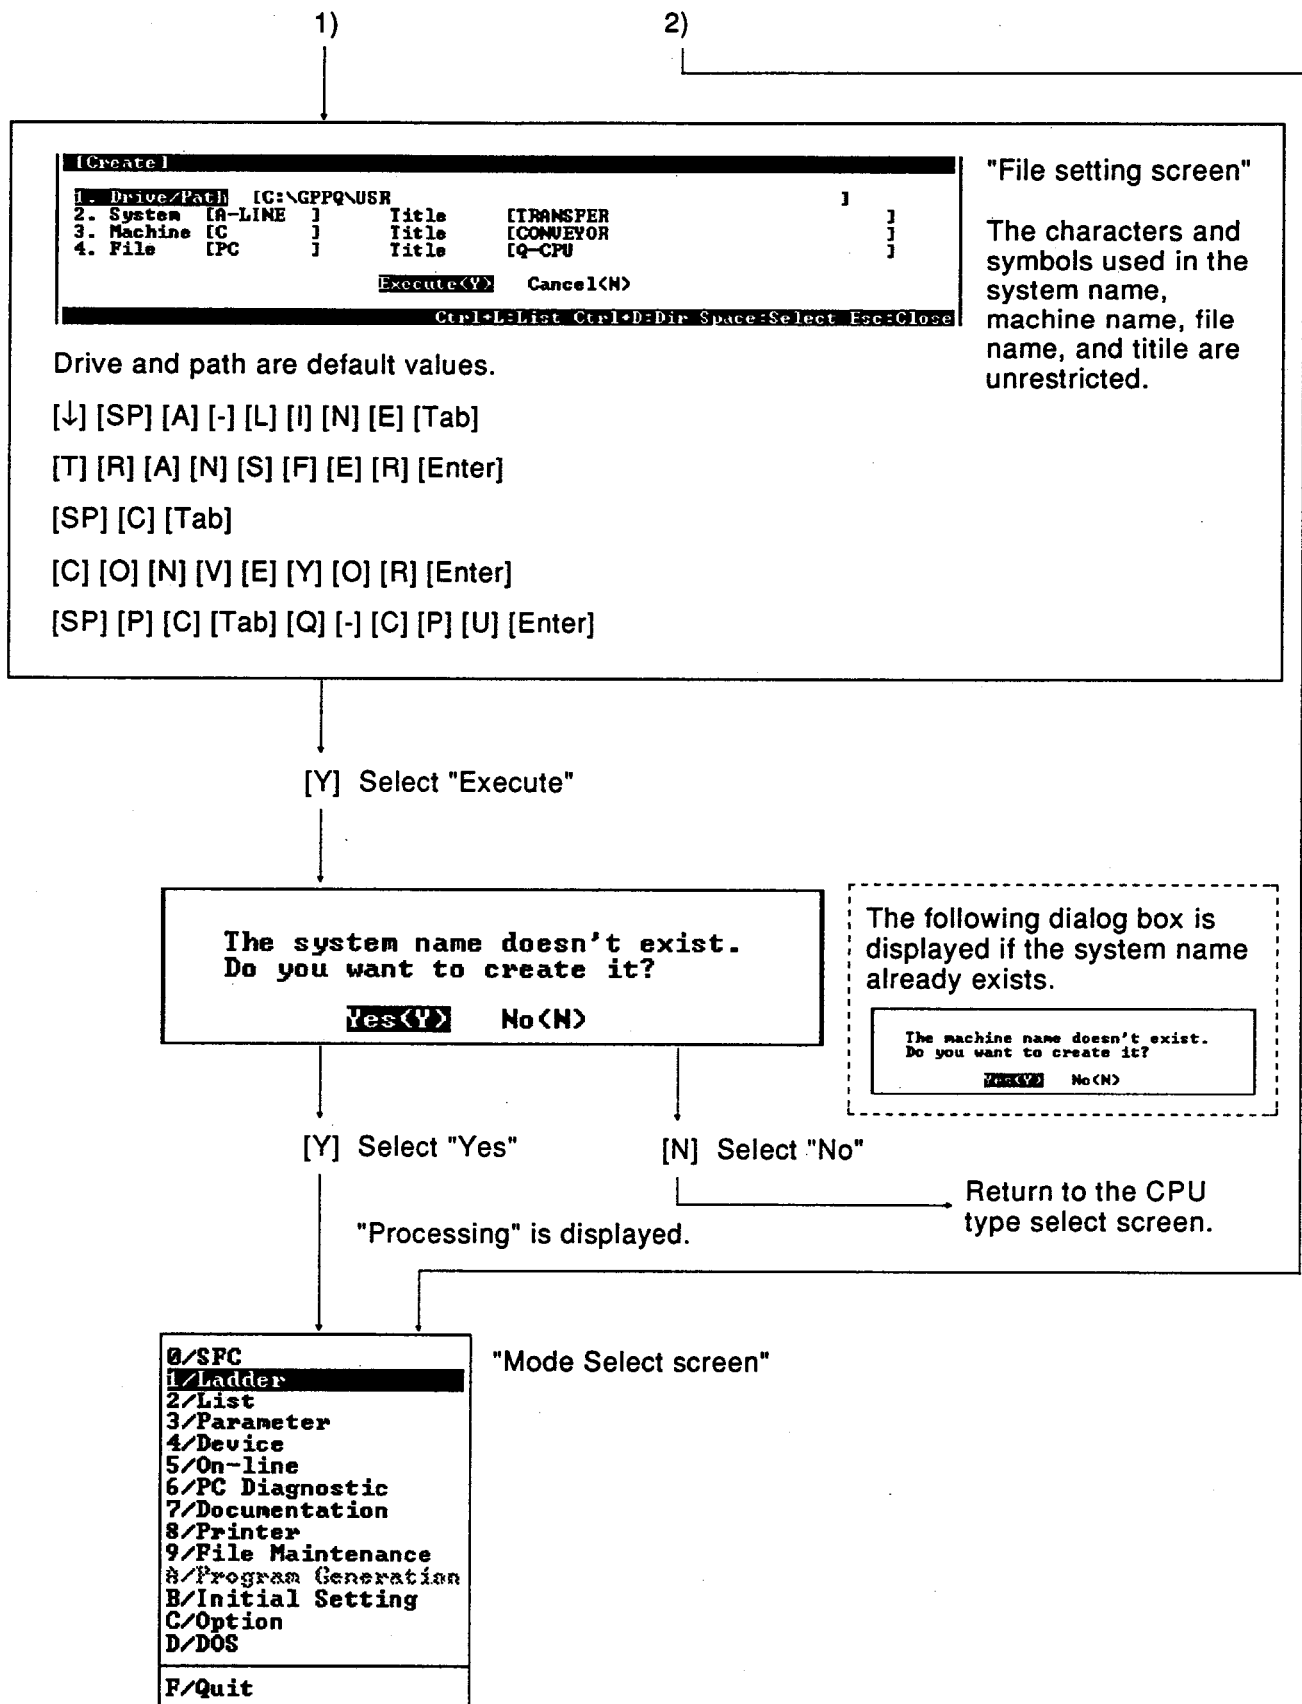 1)
2)
[Create]
1. Drive/Path [C:\GPPQ\USR ]
2. System [A-LINE ] Title [TRANSFER ]
3. Machine [C ] Title [CONVEYOR ]
4. File [PC ] Title [Q-CPU ]
Execute(Y) Cancel(N)
Ctrl+L:List Ctrl+D:Dir Space:Select Esc:Close
"File setting screen"
The characters and
symbols used in the
system name,
machine name, file
name, and titile are
unrestricted.
Drive and path are default values.
[↓] [SP] [A] [-] [L] [I] [N] [E] [Tab]
[T] [R] [A] [N] [S] [F] [E] [R] [Enter]
[SP] [C] [Tab]
[C] [O] [N] [V] [E] [Y] [O] [R] [Enter]
[SP] [P] [C] [Tab] [Q] [-] [C] [P] [U] [Enter]
[Y] Select "Execute"
The system name doesn't exist.
Do you want to create it?
Yes(Y) No(N)
The following dialog box is
displayed if the system name
already exists.
The machine name doesn't exist.
Do you want to create it?
Yes(Y) No(N)
[Y] Select "Yes"
[N] Select "No"
Return to the CPU
type select screen.
"Processing" is displayed.
"Mode Select screen"
0/SFC
1/Ladder
2/List
3/Parameter
4/Device
5/On-line
6/PC Diagnostic
7/Documentation
8/Printer
9/File Maintenance
A/Program Generation
B/Initial Setting
C/Option
D/DOS
F/Quit